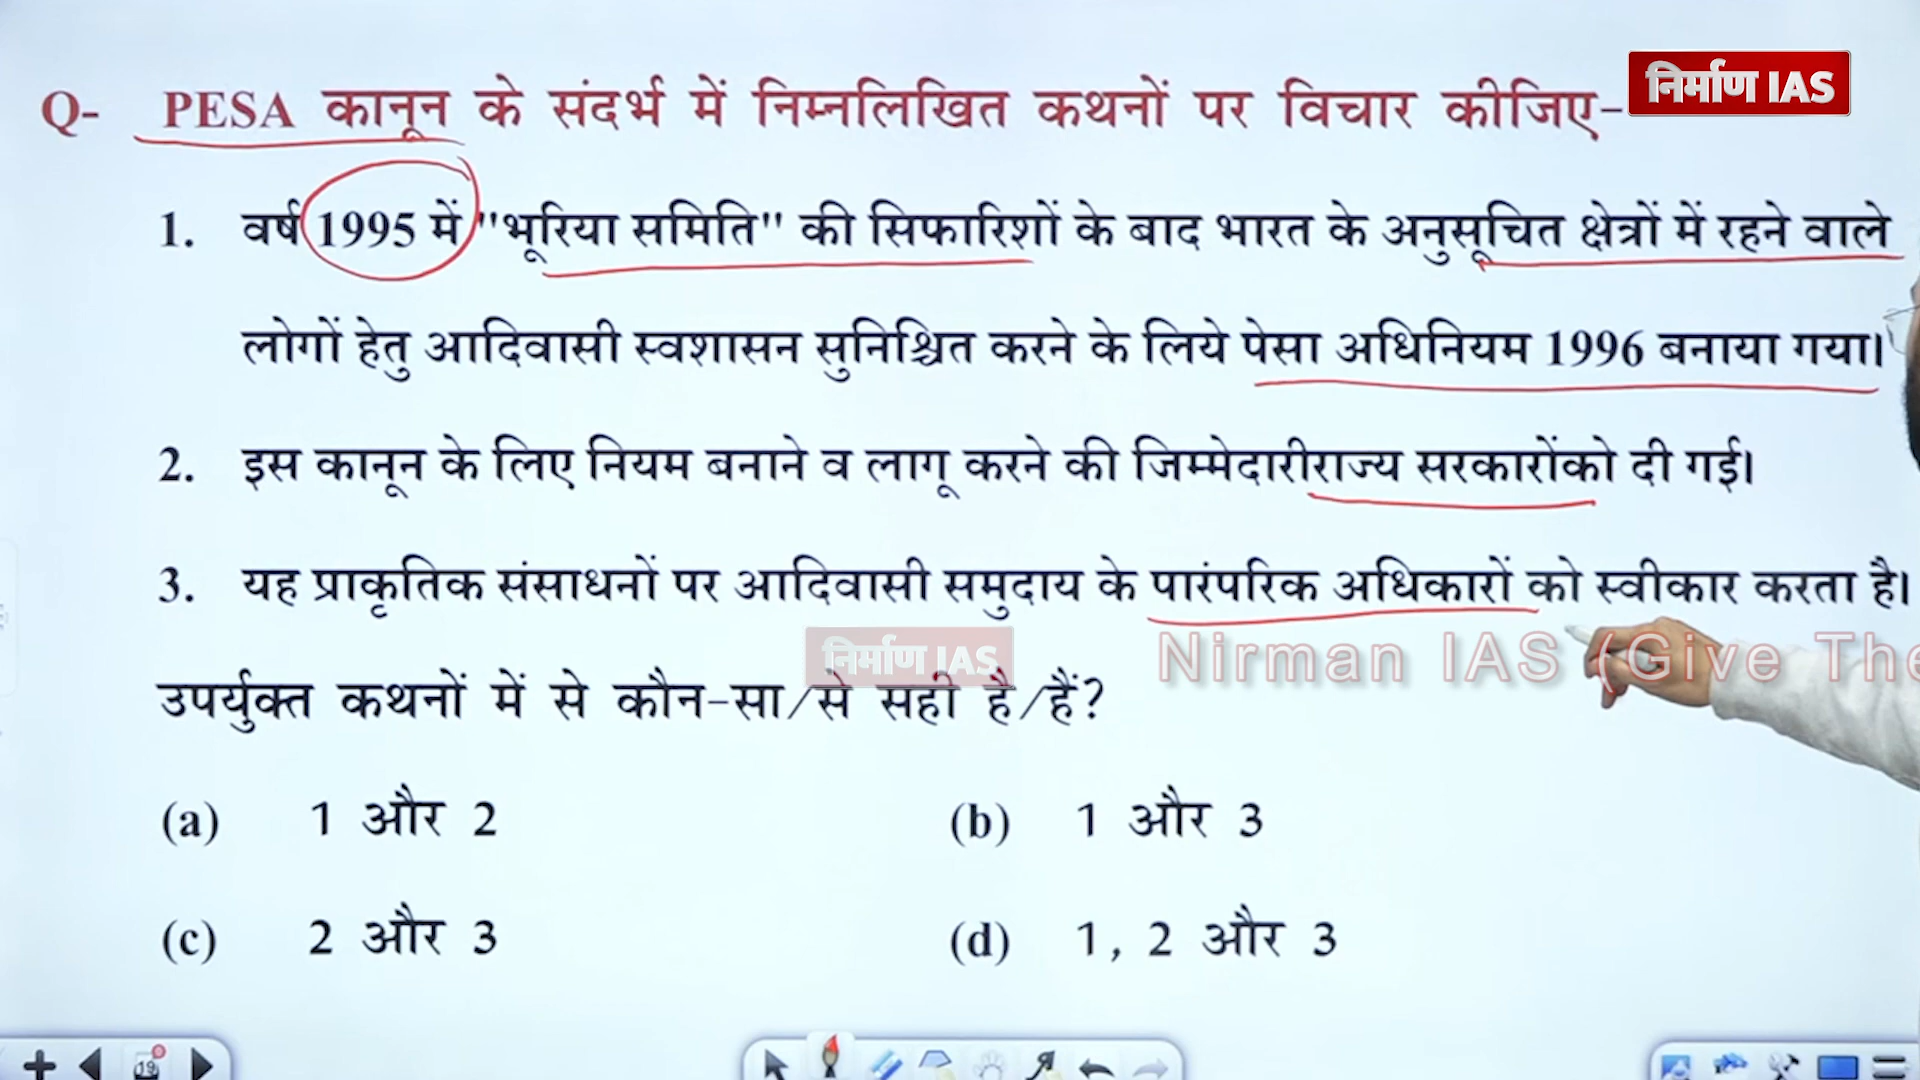 निर्माण IAS
Q- PESA कानून के संदर्भ में निम्नलिखित कथनों पर विचार कीजिए-
1. वर्ष 1995 में "भूरिया समिति" की सिफारिशों के बाद भारत के अनुसूचित क्षेत्रों में रहने वाले
लोगों हेतु आदिवासी स्वशासन सुनिश्चित करने के लिये पेसा अधिनियम 1996 बनाया गया।
2. इस कानून के लिए नियम बनाने व लागू करने की जिम्मेदारीराज्य सरकारोंको दी गई।
3. यह प्राकृतिक संसाधनों पर आदिवासी समुदाय के पारंपरिक अधिकारों को स्वीकार करता है।
निर्माण IAS
Nirman IAS (Give The
उपर्युक्त कथनों में से कौन-सा/से सही है/हैं?
(a) 1 और 2
(b) 1 और 3
(c) 2 और 3
(d) 1, 2 और 3
19